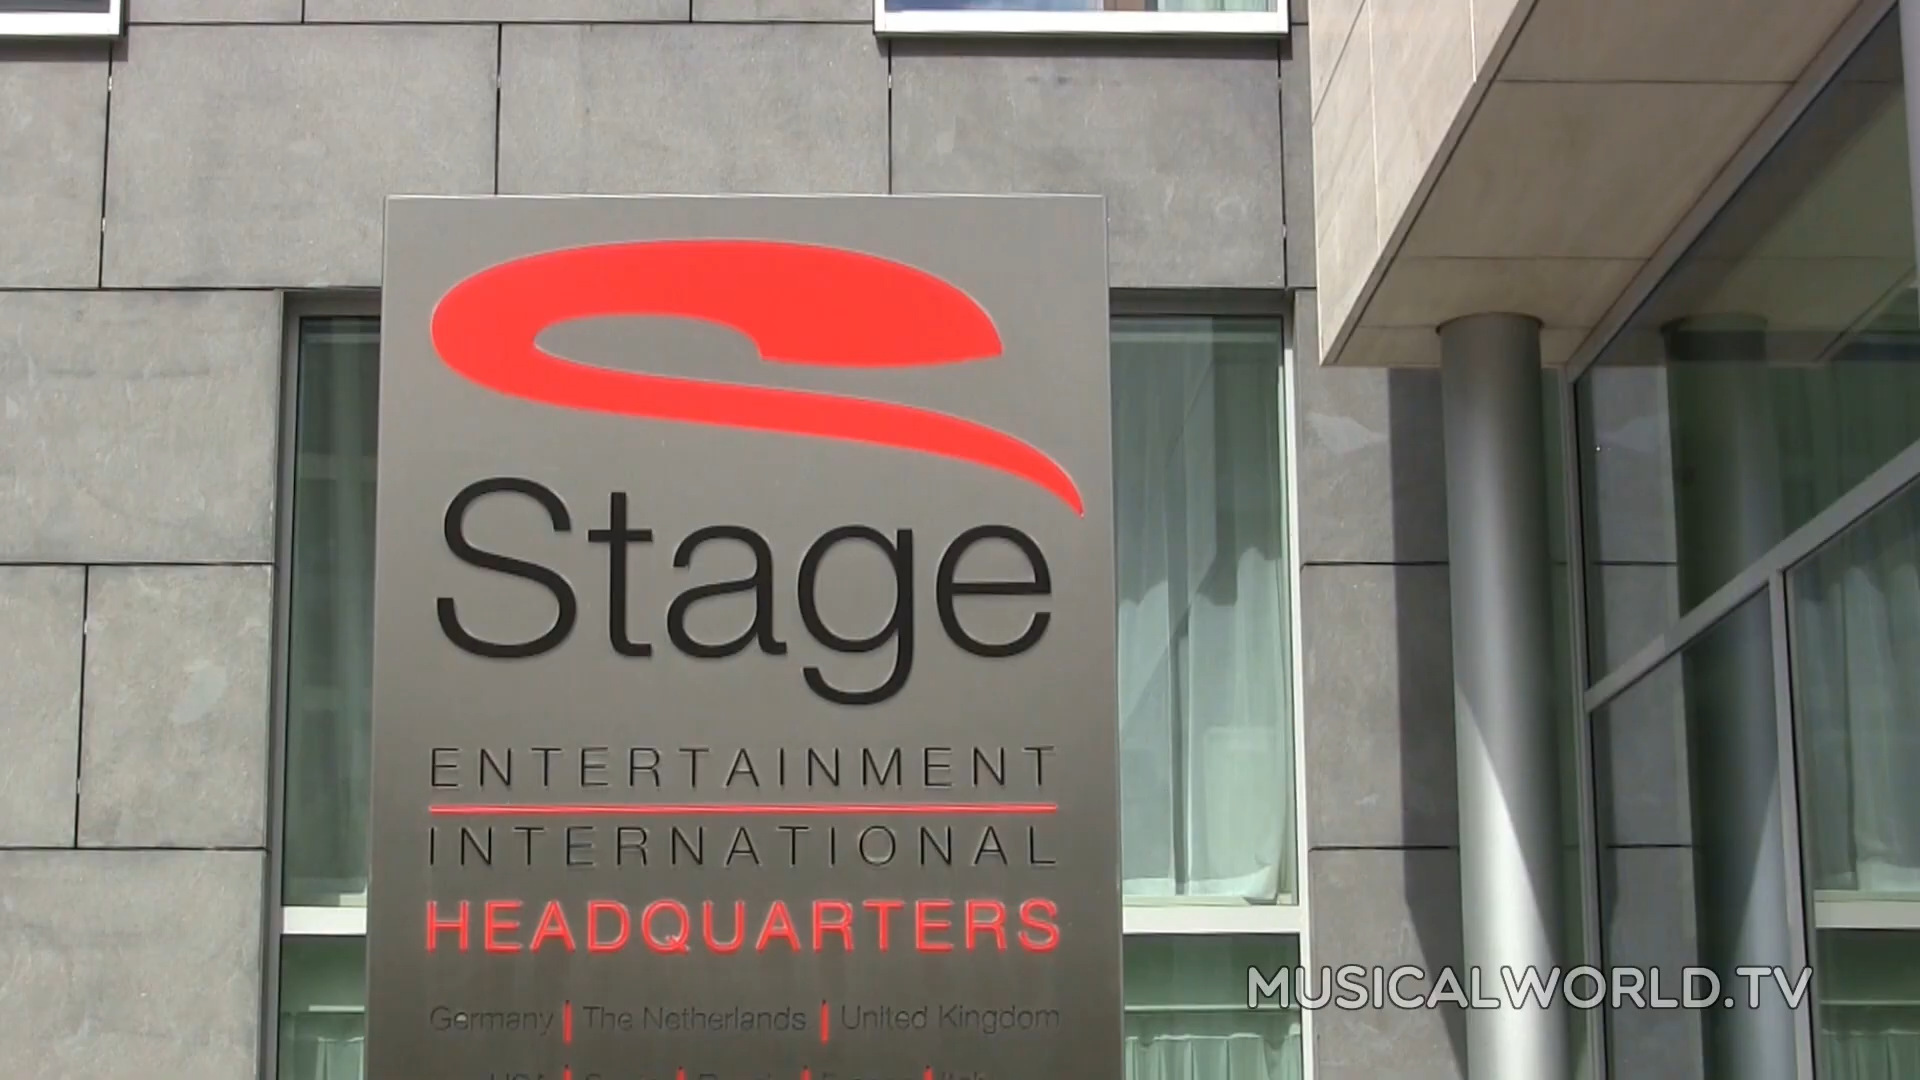 Stage
ENTERTAINMENT
INTERNATIONAL
HEADQUARTERS
Germany | The Netherlands | United Kingdom
MUSICALWORLD.TV